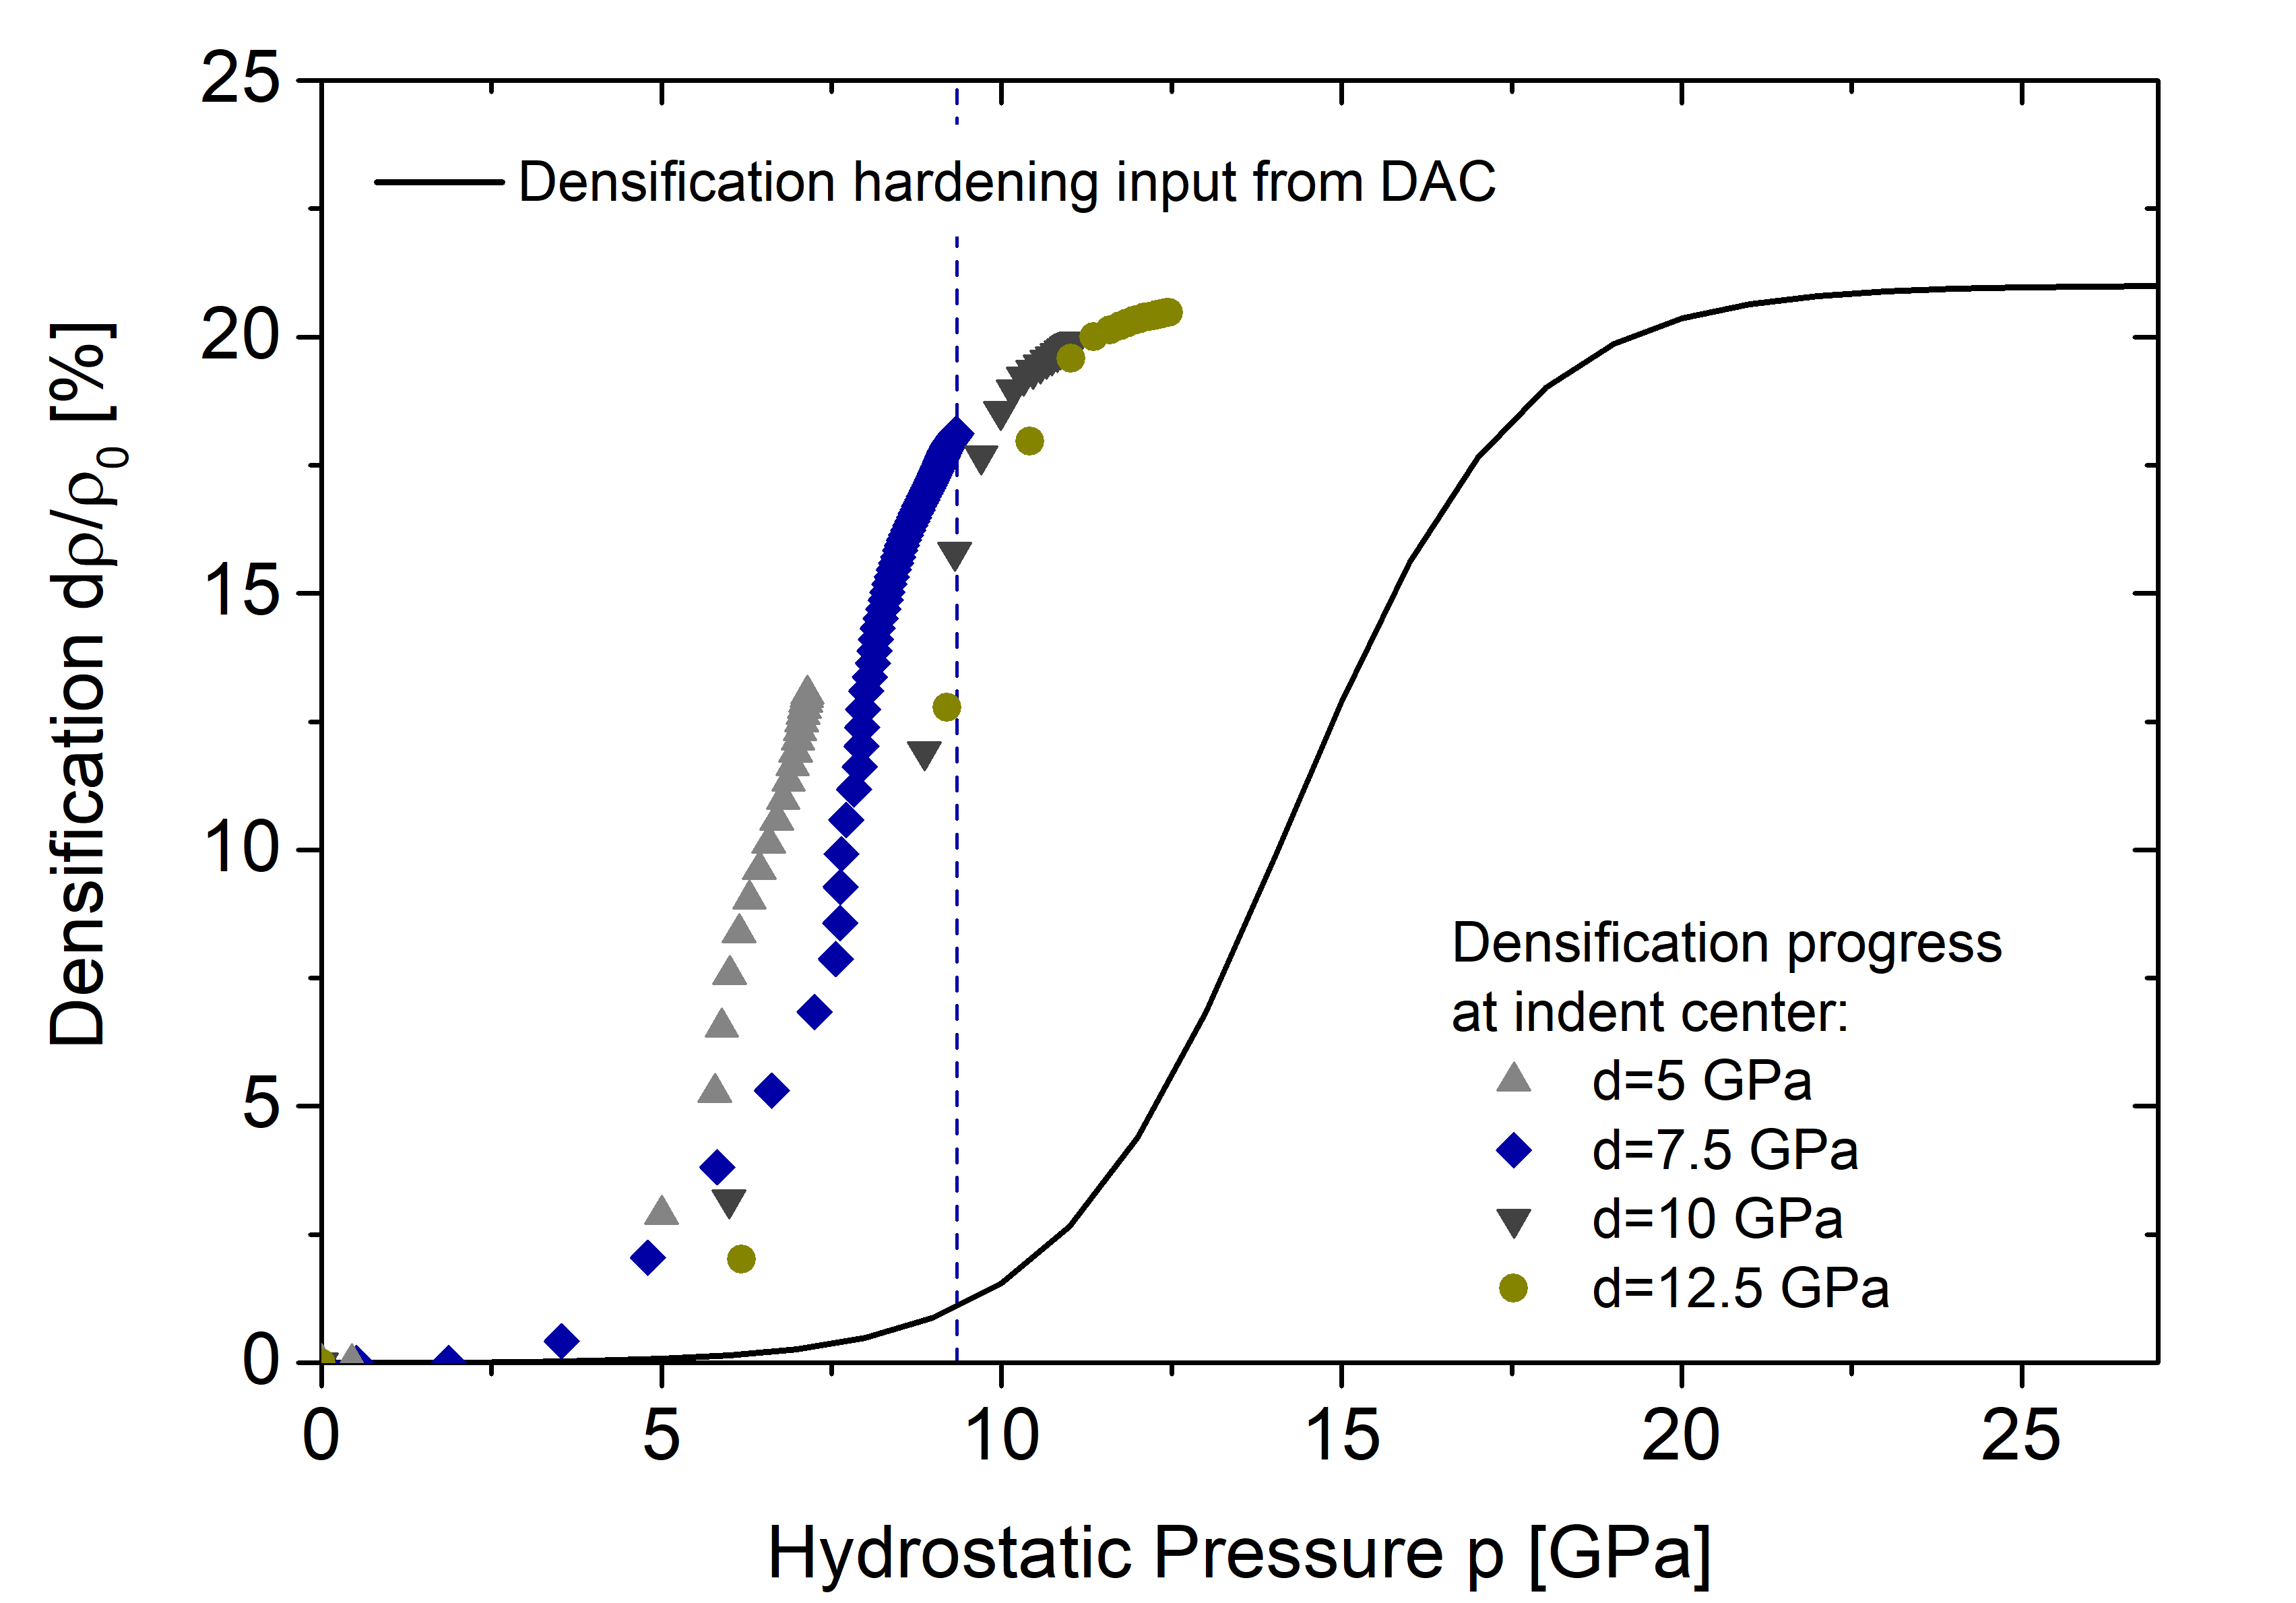 25
20
15
10
5
0
0
5
10
15
20
25
Densification dρ/ρ0 [%]
Hydrostatic Pressure p [GPa]
Densification hardening input from DAC
Densification progress
at indent center:
d=5 GPa
d=7.5 GPa
d=10 GPa
d=12.5 GPa